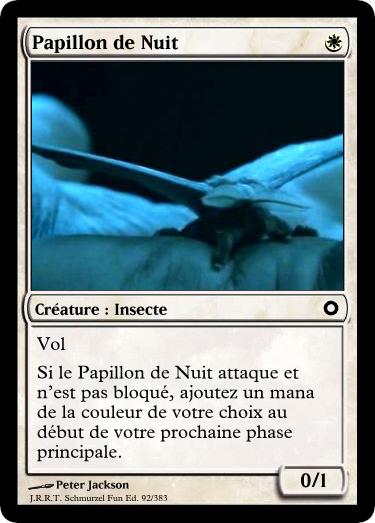 Papillon de Nuit
Créature : Insecte
Vol
Si le Papillon de Nuit attaque et
n'est pas bloqué, ajoutez un mana
de la couleur de votre choix au
début de votre prochaine phase
principale.
0/1
Peter Jackson
J.R.R.T. Schmurzel Fun Ed. 92/383